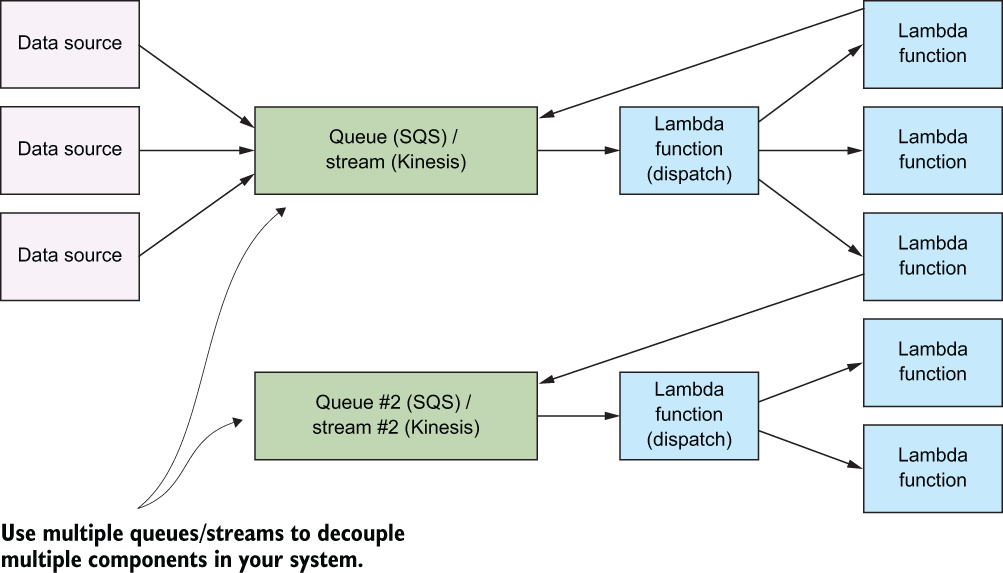 Data source
Data source
Data source
Queue (SQS) /
stream (Kinesis)
Lambda
function
(dispatch)
Lambda
function
Lambda
function
Lambda
function
Queue #2 (SQS) /
stream #2 (Kinesis)
Lambda
function
(dispatch)
Lambda
function
Lambda
function
Use multiple queues/streams to decouple
multiple components in your system.